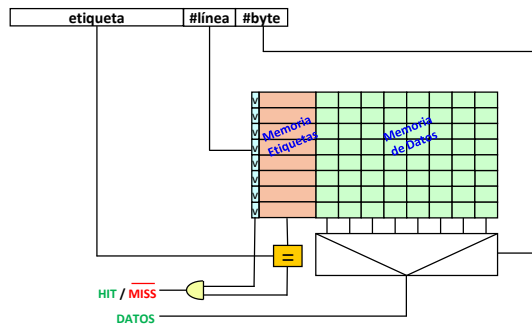 etiqueta #línea #byte
V
V
V
V
V
V
V
V
Memoria
Etiquetas
Memoria
de Datos
=
HIT / MISS
DATOS